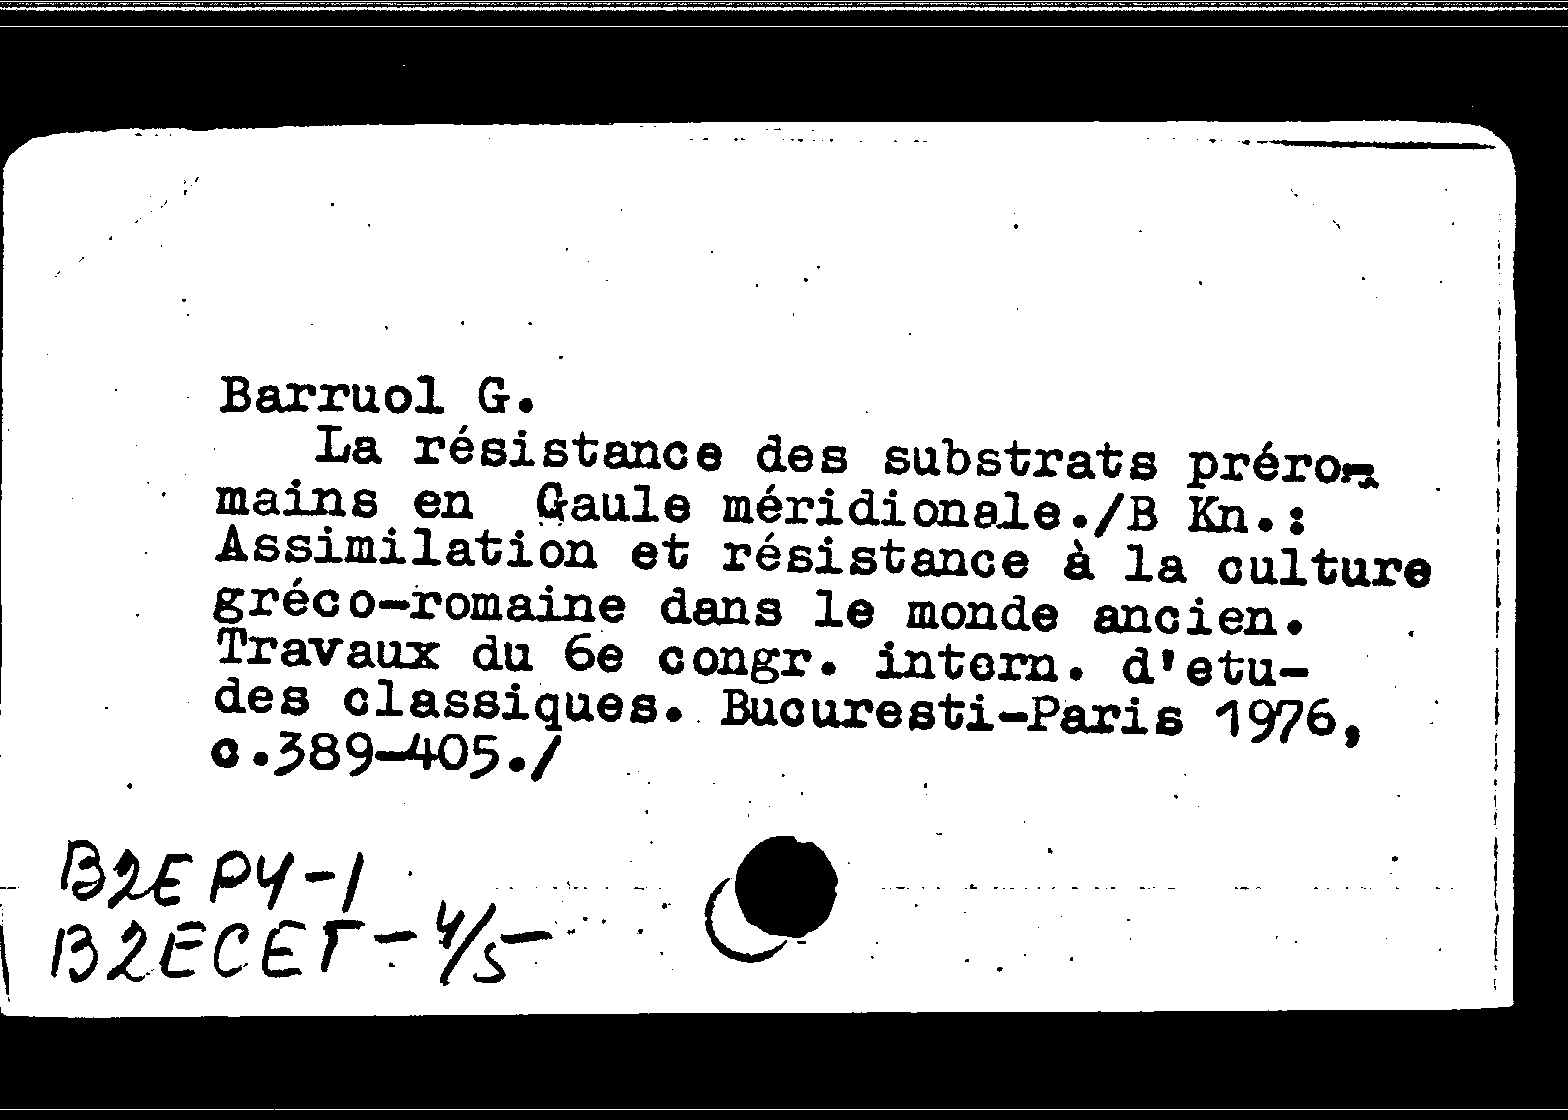 Barruol G.
La résistance des substrats préro-
mains en Gaule méridionale./В Кн.:
Assimilation et résistance à la culture
gréco-romaine dans le monde ancien.
Travaux du 6e congr. intern. d'etu-
des classiques. Bucuresti-Paris 1976,
с.389-405./
B2EPY-1
B2ECET-4/5-